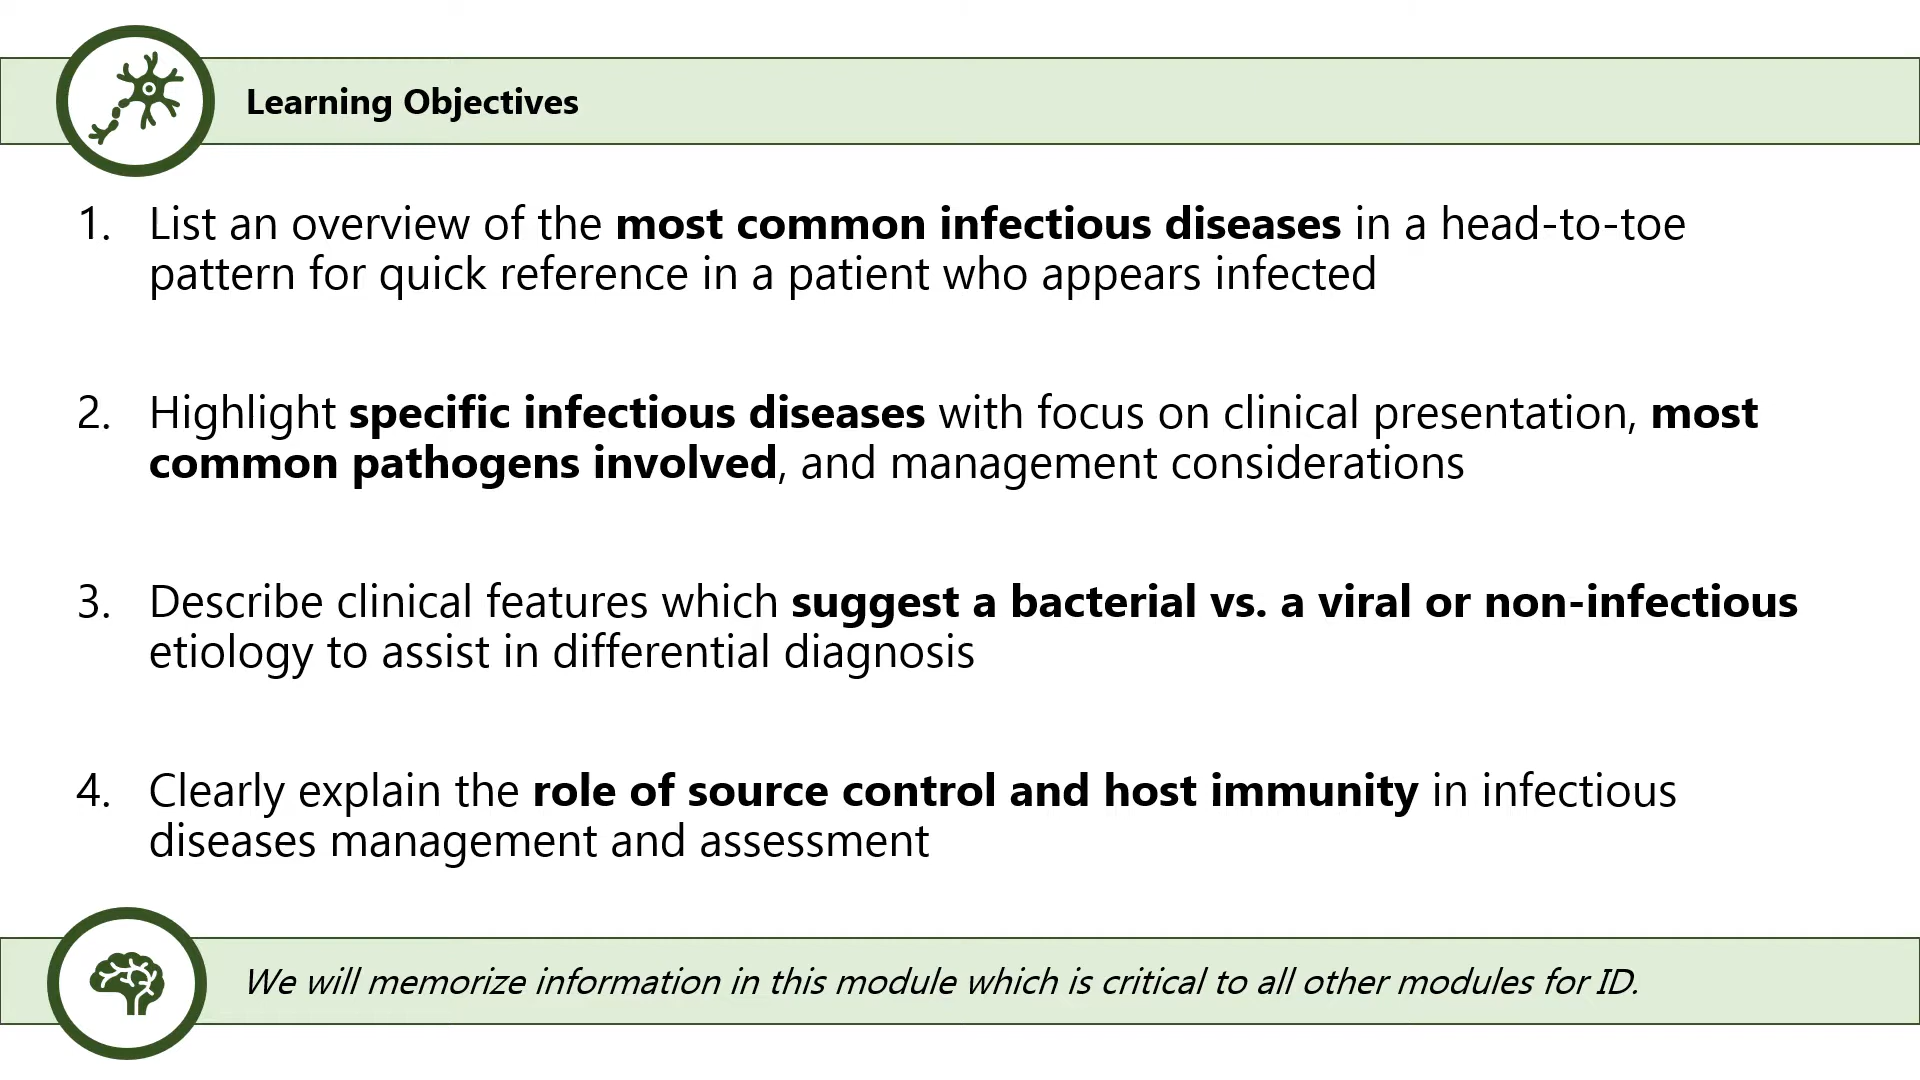 Learning Objectives
1. List an overview of the most common infectious diseases in a head-to-toe
pattern for quick reference in a patient who appears infected
2. Highlight specific infectious diseases with focus on clinical presentation, most
common pathogens involved, and management considerations
3. Describe clinical features which suggest a bacterial vs. a viral or non-infectious
etiology to assist in differential diagnosis
4. Clearly explain the role of source control and host immunity in infectious
diseases management and assessment
We will memorize information in this module which is critical to all other modules for ID.